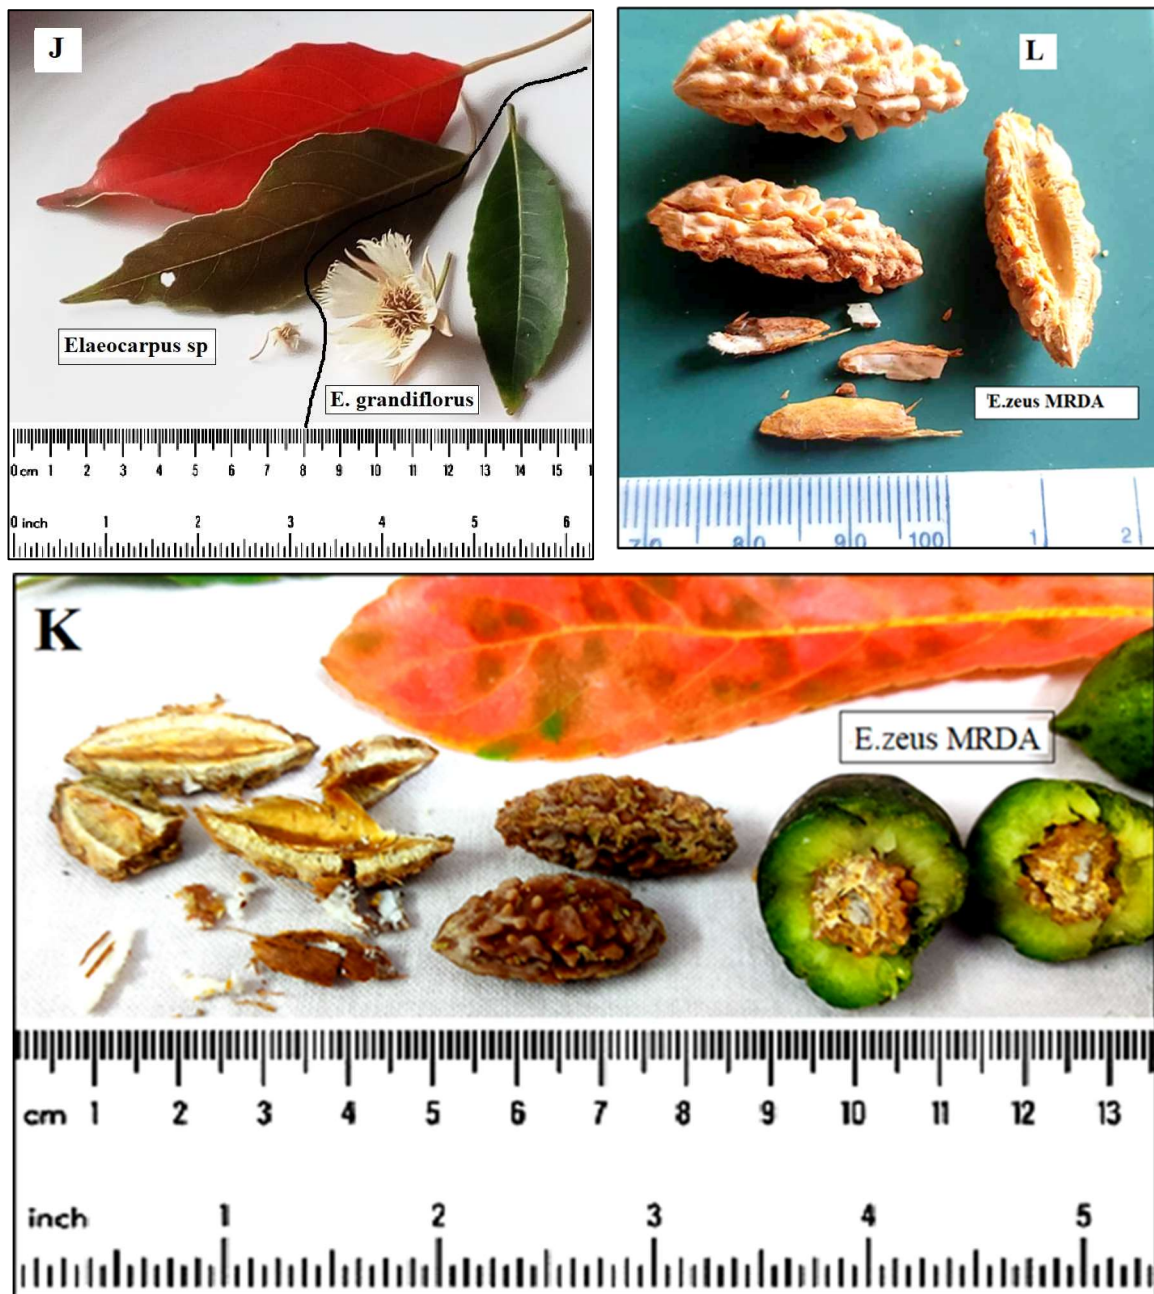 J
Elaeocarpus sp
E. grandiflorus
0 cm 1 2 3 4 5 6 7 8 9 10 11 12 13 14 15
0 inch 1 2 3 4 5 6
L
E.zeus MRDA
70 80 90 100 1 2
K
E.zeus MRDA
cm 1 2 3 4 5 6 7 8 9 10 11 12 13
inch 1 2 3 4 5